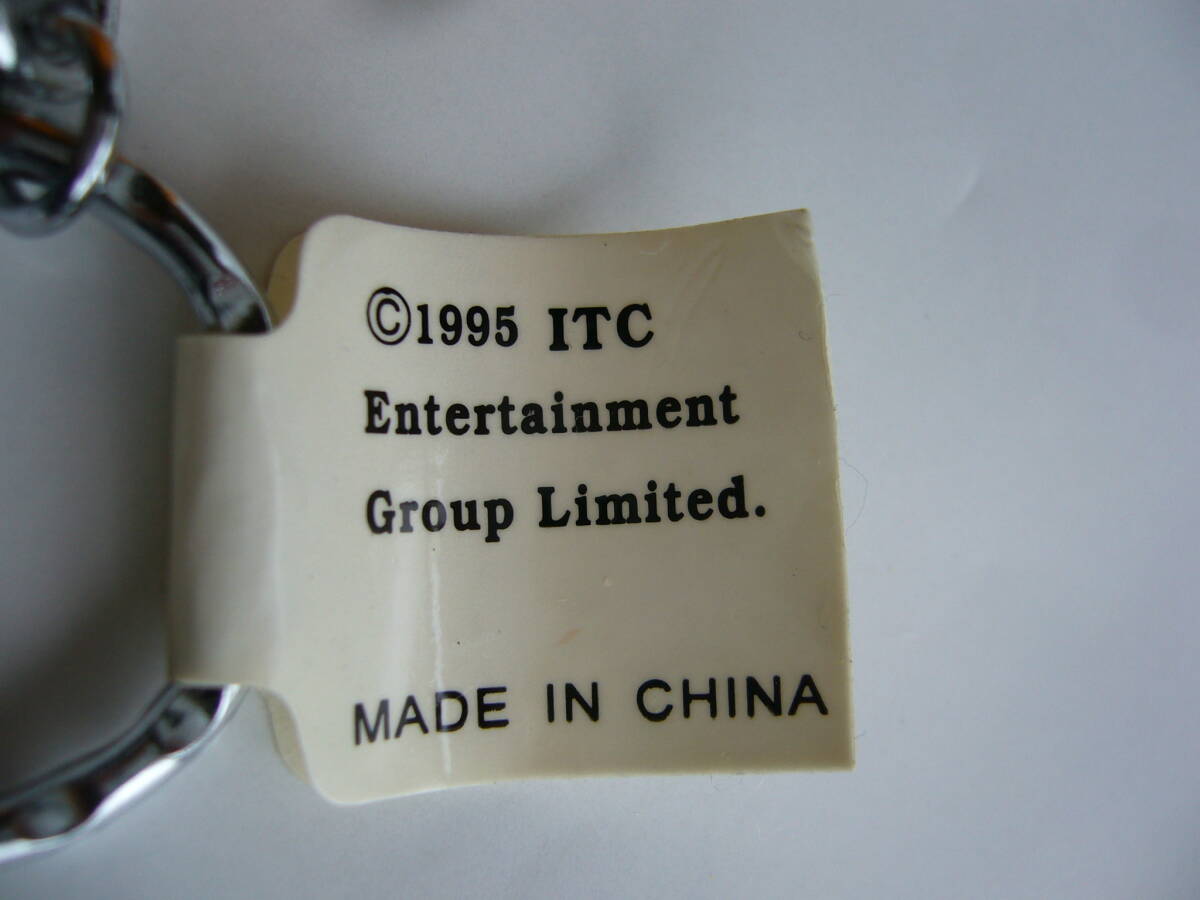 ©1995 ITC
Entertainment
Group Limited.
MADE IN CHINA